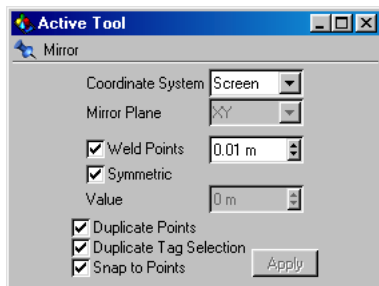 Active Tool
Mirror
Coordinate System Screen
Mirror Plane XY
Weld Points 0.01 m
Symmetric
Value 0 m
Duplicate Points
Duplicate Tag Selection
Snap to Points Apply